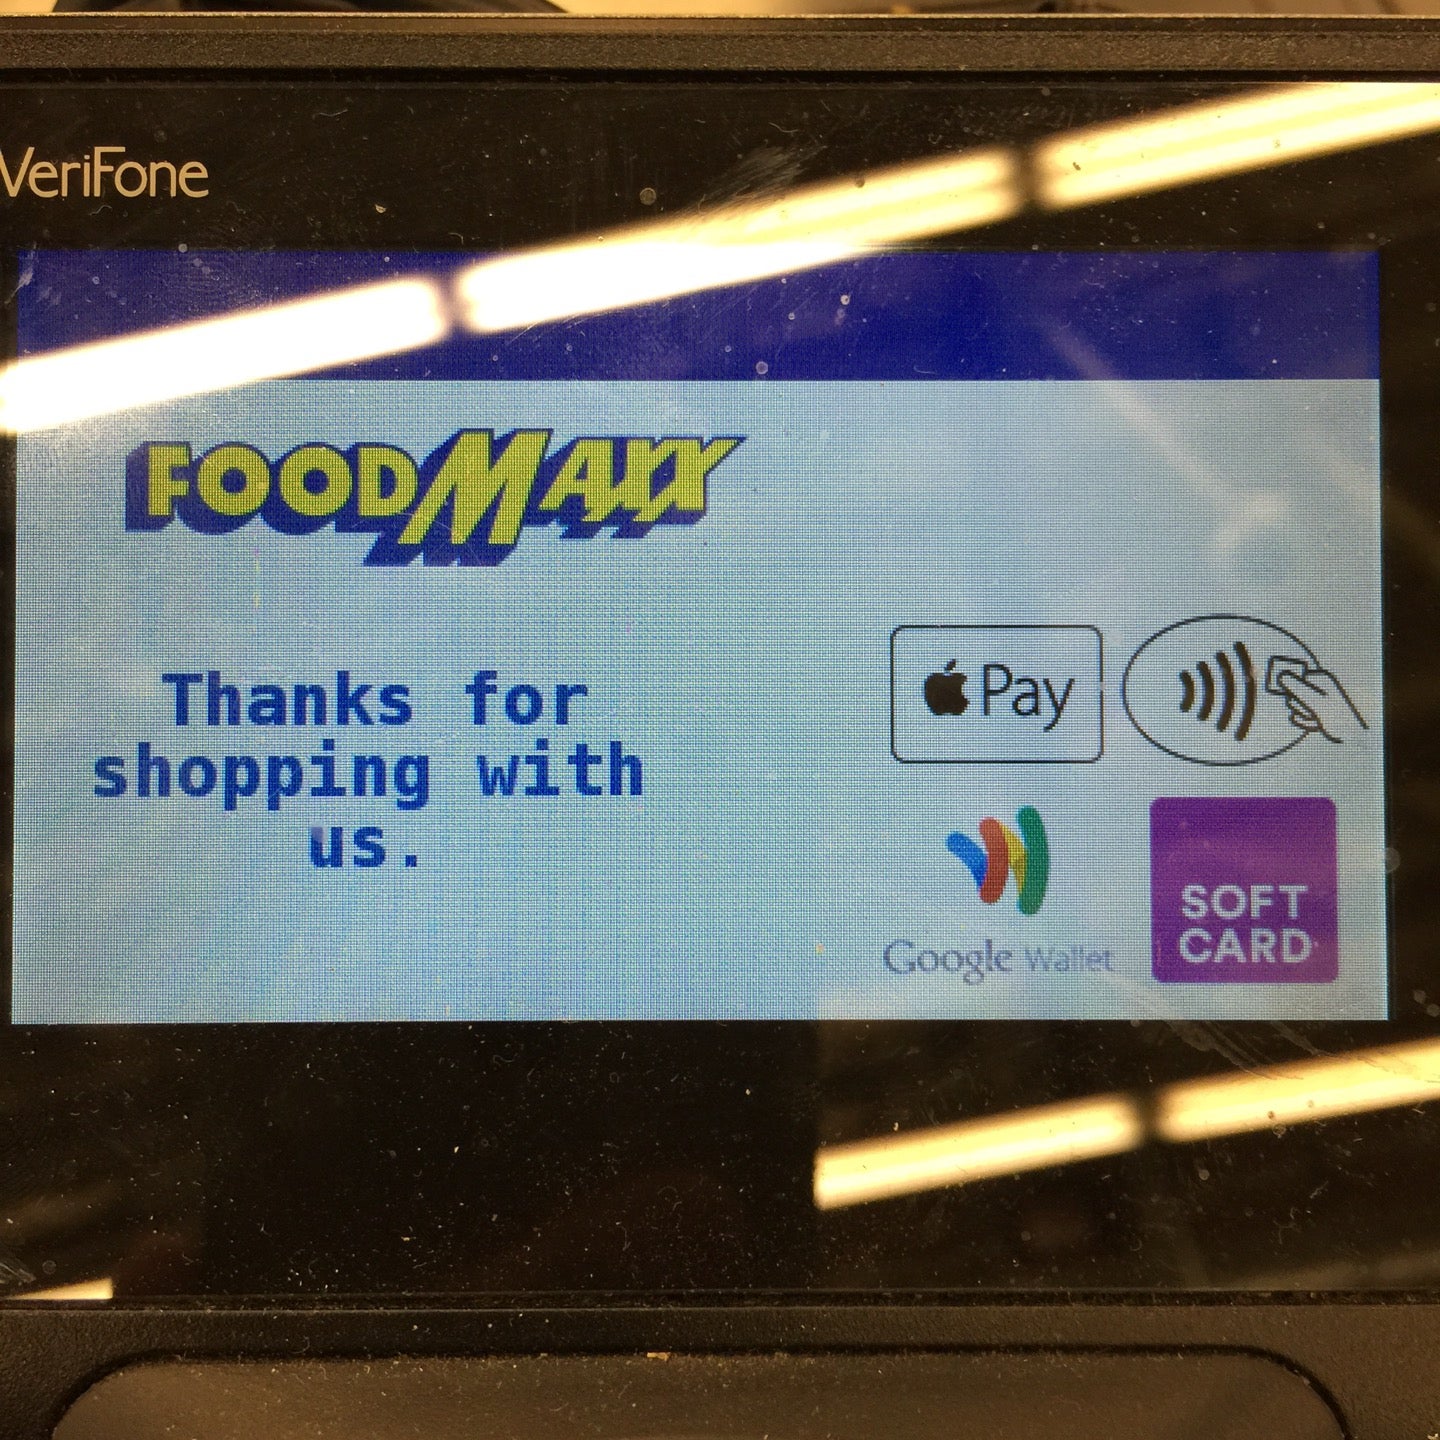 VeriFone
FOODMAXX
Thanks for
shopping with
us.
Pay
Google Wallet
SOFT
CARD